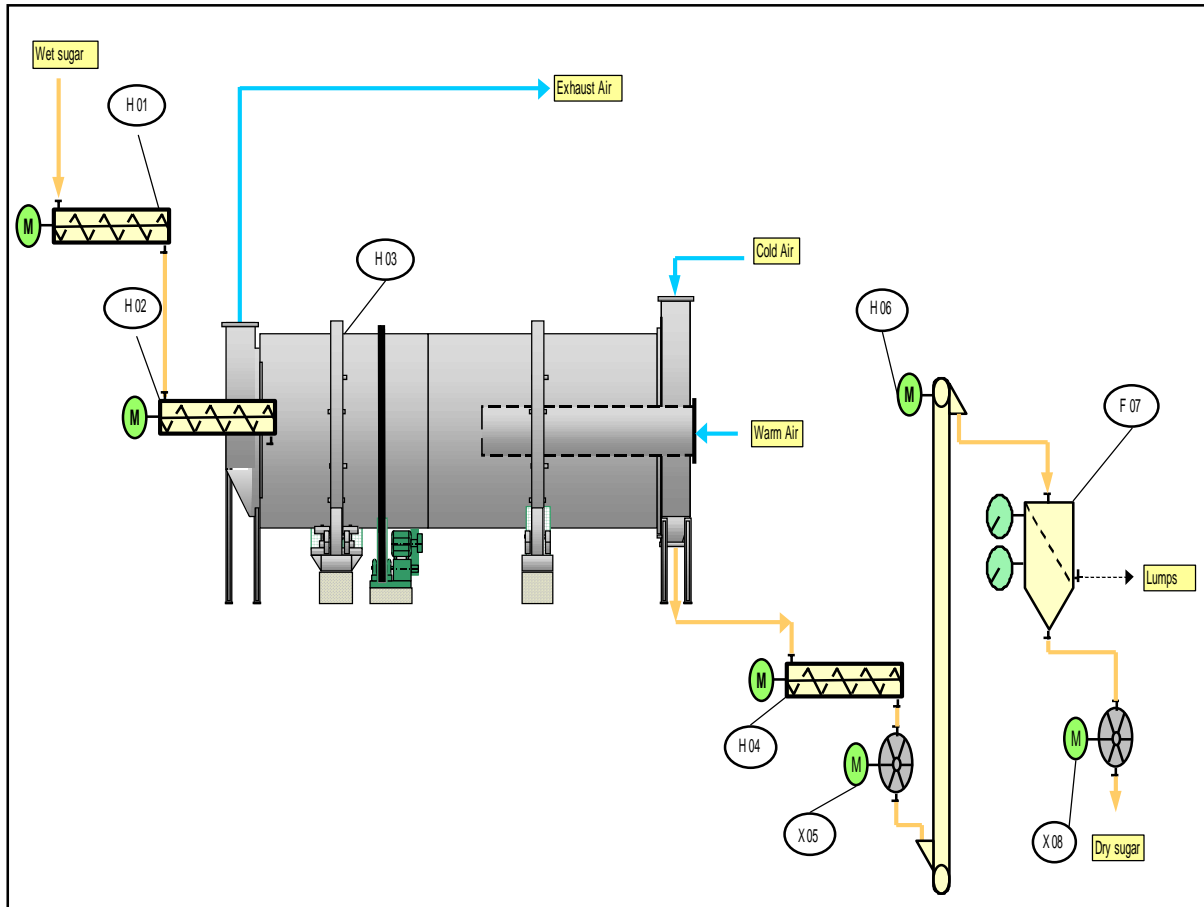 Wet sugar
H 01
Exhaust Air
M
Cold Air
H 03
H 02
H 06
M
M
F 07
Warm Air
Lumps
M
M
M
H 04
X 05
X 08
Dry sugar